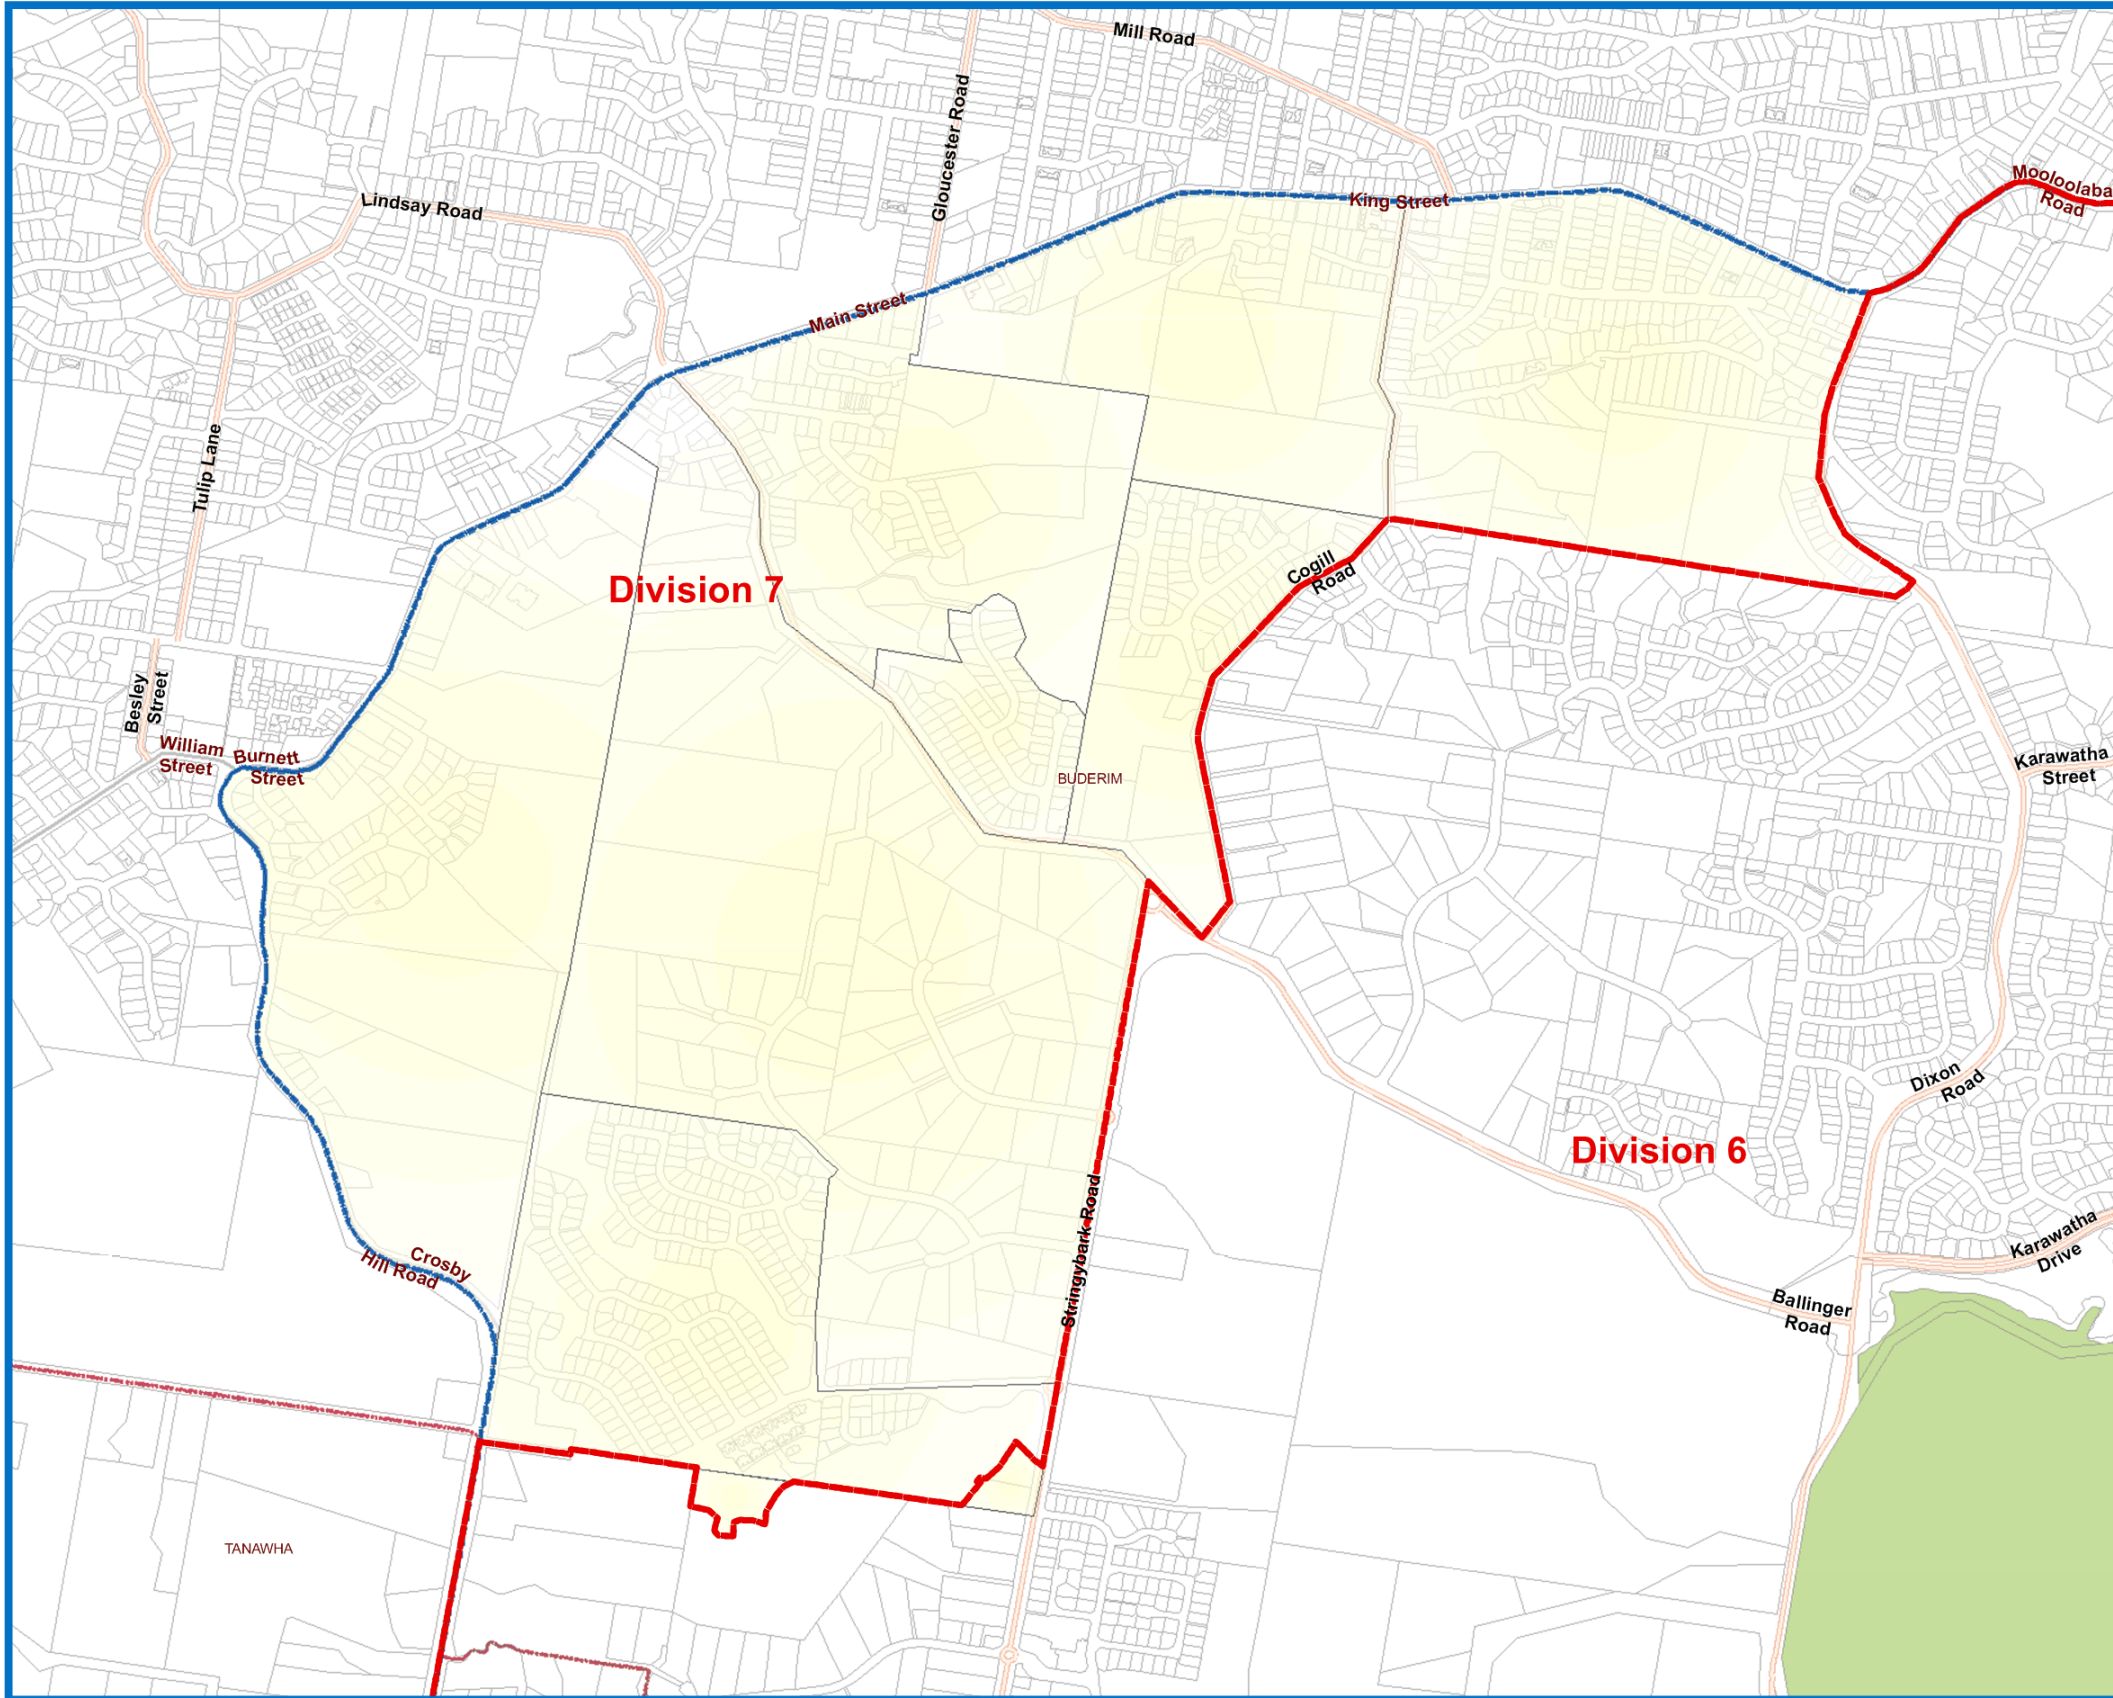 Mill Road
Gloucester Road
Mooloolaba
Road
King Street
Lindsay Road
Main Street
Tulip Lane
Cogill
Road
Division 7
Besley
Street
William
Street
Burnett
Street
BUDERIM
Karawatha
Street
Dixon
Road
Division 6
Stringybark Road
Crosby
Hill Road
Karawatha
Drive
Ballinger
Road
TANAWHA